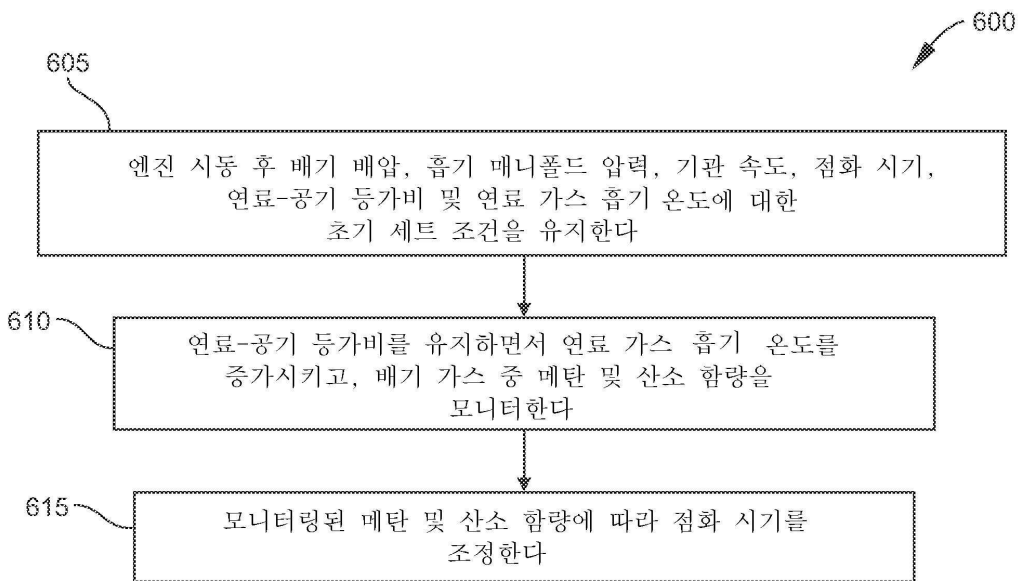 600
605
엔진 시동 후 배기 배압, 흡기 매니폴드 압력, 기관 속도, 점화 시기,
연료-공기 등가비 및 연료 가스 흡기 온도에 대한
초기 세트 조건을 유지한다
610
연료-공기 등가비를 유지하면서 연료 가스 흡기 온도를
증가시키고, 배기 가스 중 메탄 및 산소 함량을
모니터한다
615
모니터링된 메탄 및 산소 함량에 따라 점화 시기를
조정한다